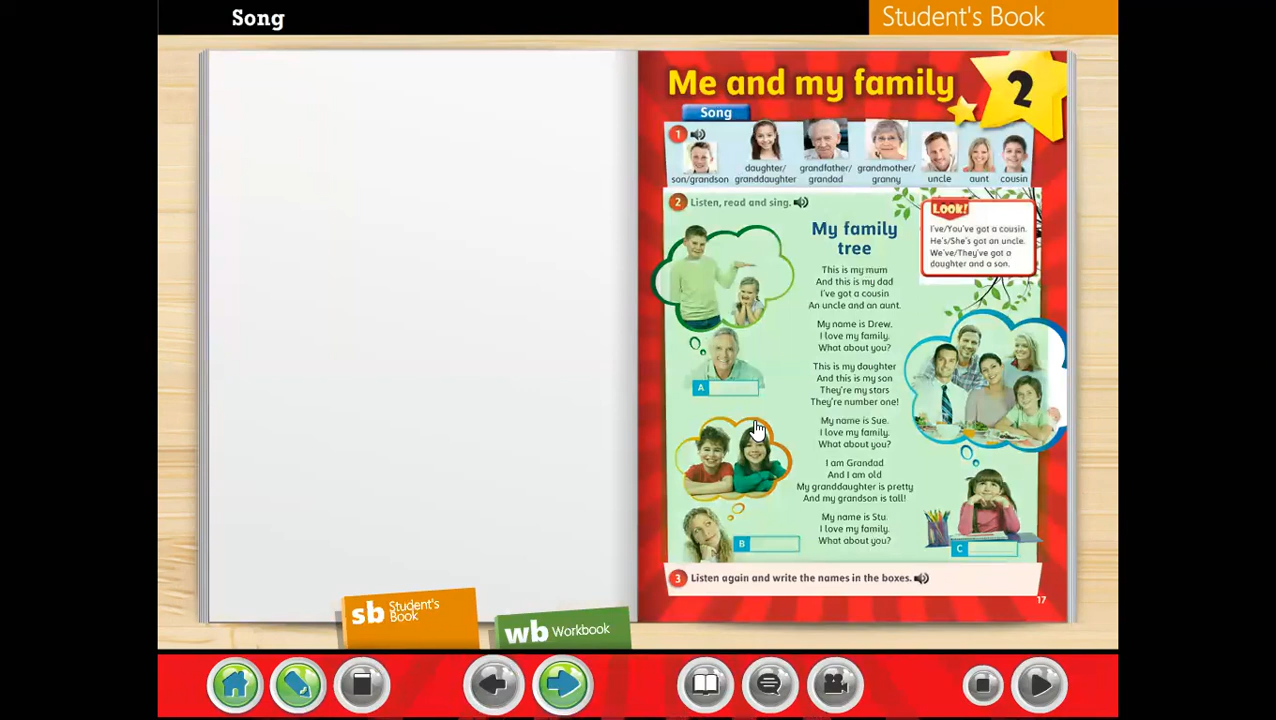 Song
Student's Book
Me and my family
2
Song
1
son/grandson
daughter/
granddaughter
grandfather/
grandad
grandmother/
granny
uncle
aunt
cousin
2 Listen, read and sing.
My family
tree
LOOK!
I've/You've got a cousin.
He's/She's got an uncle.
We've/They've got a
daughter and a son.
This is my mum
And this is my dad
I've got a cousin
An uncle and an aunt.
My name is Drew.
I love my family.
What about you?
This is my daughter
And this is my son
They're my stars
They're number one!
My name is Sue.
I love my family.
What about you?
I am Grandad
And I am old
My granddaughter is pretty
And my grandson is tall!
My name is Stu.
I love my family.
What about you?
A
B
C
3 Listen again and write the names in the boxes.
17
sb Student's
Book
wb Workbook